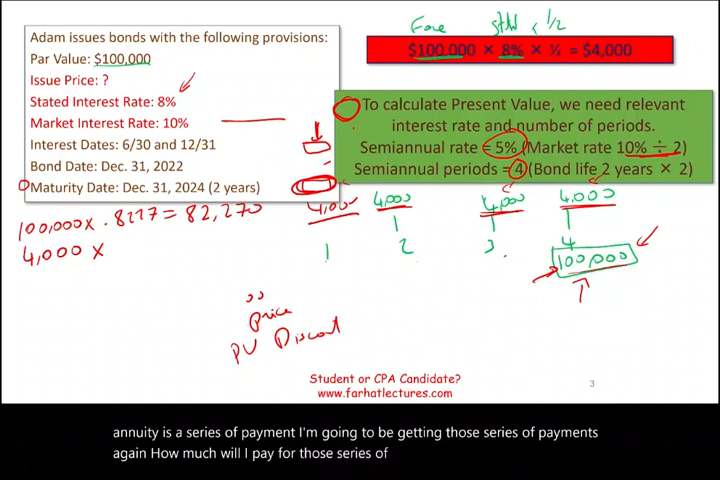 Adam issues bonds with the following provisions:
Par Value: $100,000
Issue Price: ?
Stated Interest Rate: 8%
Market Interest Rate: 10%
Interest Dates: 6/30 and 12/31
Bond Date: Dec. 31, 2022
Maturity Date: Dec. 31, 2024 (2 years)
Face
1/2
$100,000 × 8% × ½ = $4,000
To calculate Present Value, we need relevant
interest rate and number of periods.
Semiannual rate = 5% (Market rate 10% ÷ 2)
Semiannual periods = 4 (Bond life 2 years × 2)
4,000 4,000 4,000 4,000
1 2 3 4
100,000
100,000 x .8227 = 82,270
4,000 x
Price
PV Discout
Student or CPA Candidate?
www.farhatlectures.com
3
annuity is a series of payment I'm going to be getting those series of payments
again How much will I pay for those series of